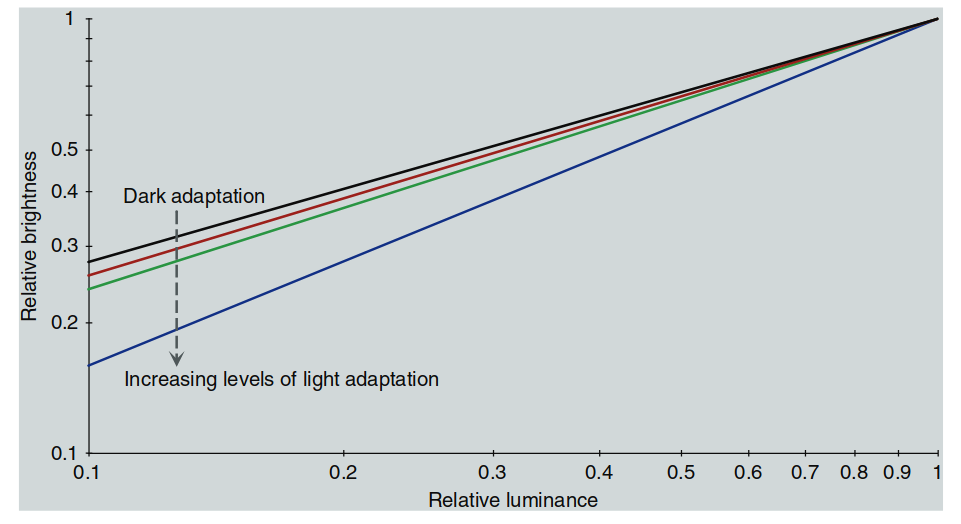 1
0.5
0.4
0.3
0.2
0.1
Relative brightness
Dark adaptation
Increasing levels of light adaptation
0.1 0.2 0.3 0.4 0.5 0.6 0.7 0.8 0.9 1
Relative luminance